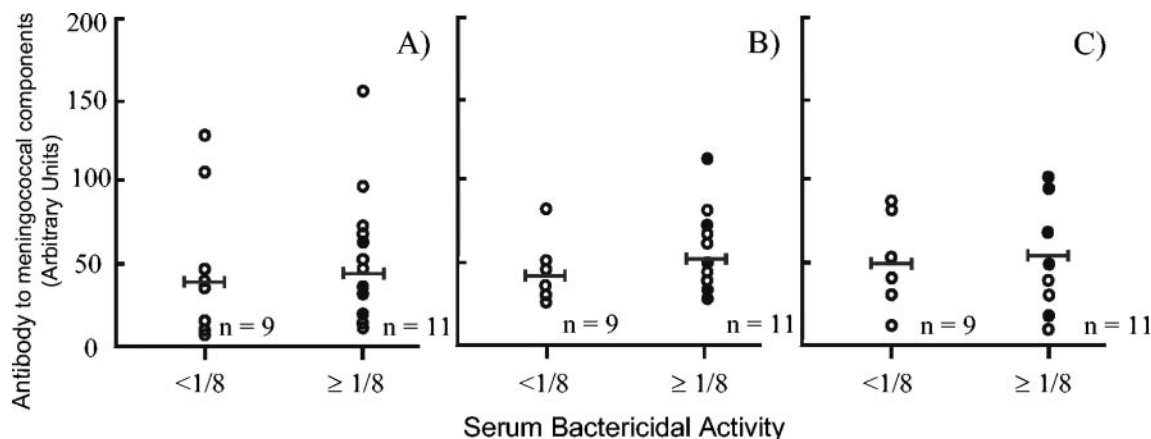 200
150
100
50
0
Antibody to meningococcal components
(Arbitrary Units)
A)
B)
C)
n = 9
n = 11
n = 9
n = 11
n = 9
n = 11
<1/8
≥ 1/8
<1/8
≥ 1/8
<1/8
≥ 1/8
Serum Bactericidal Activity